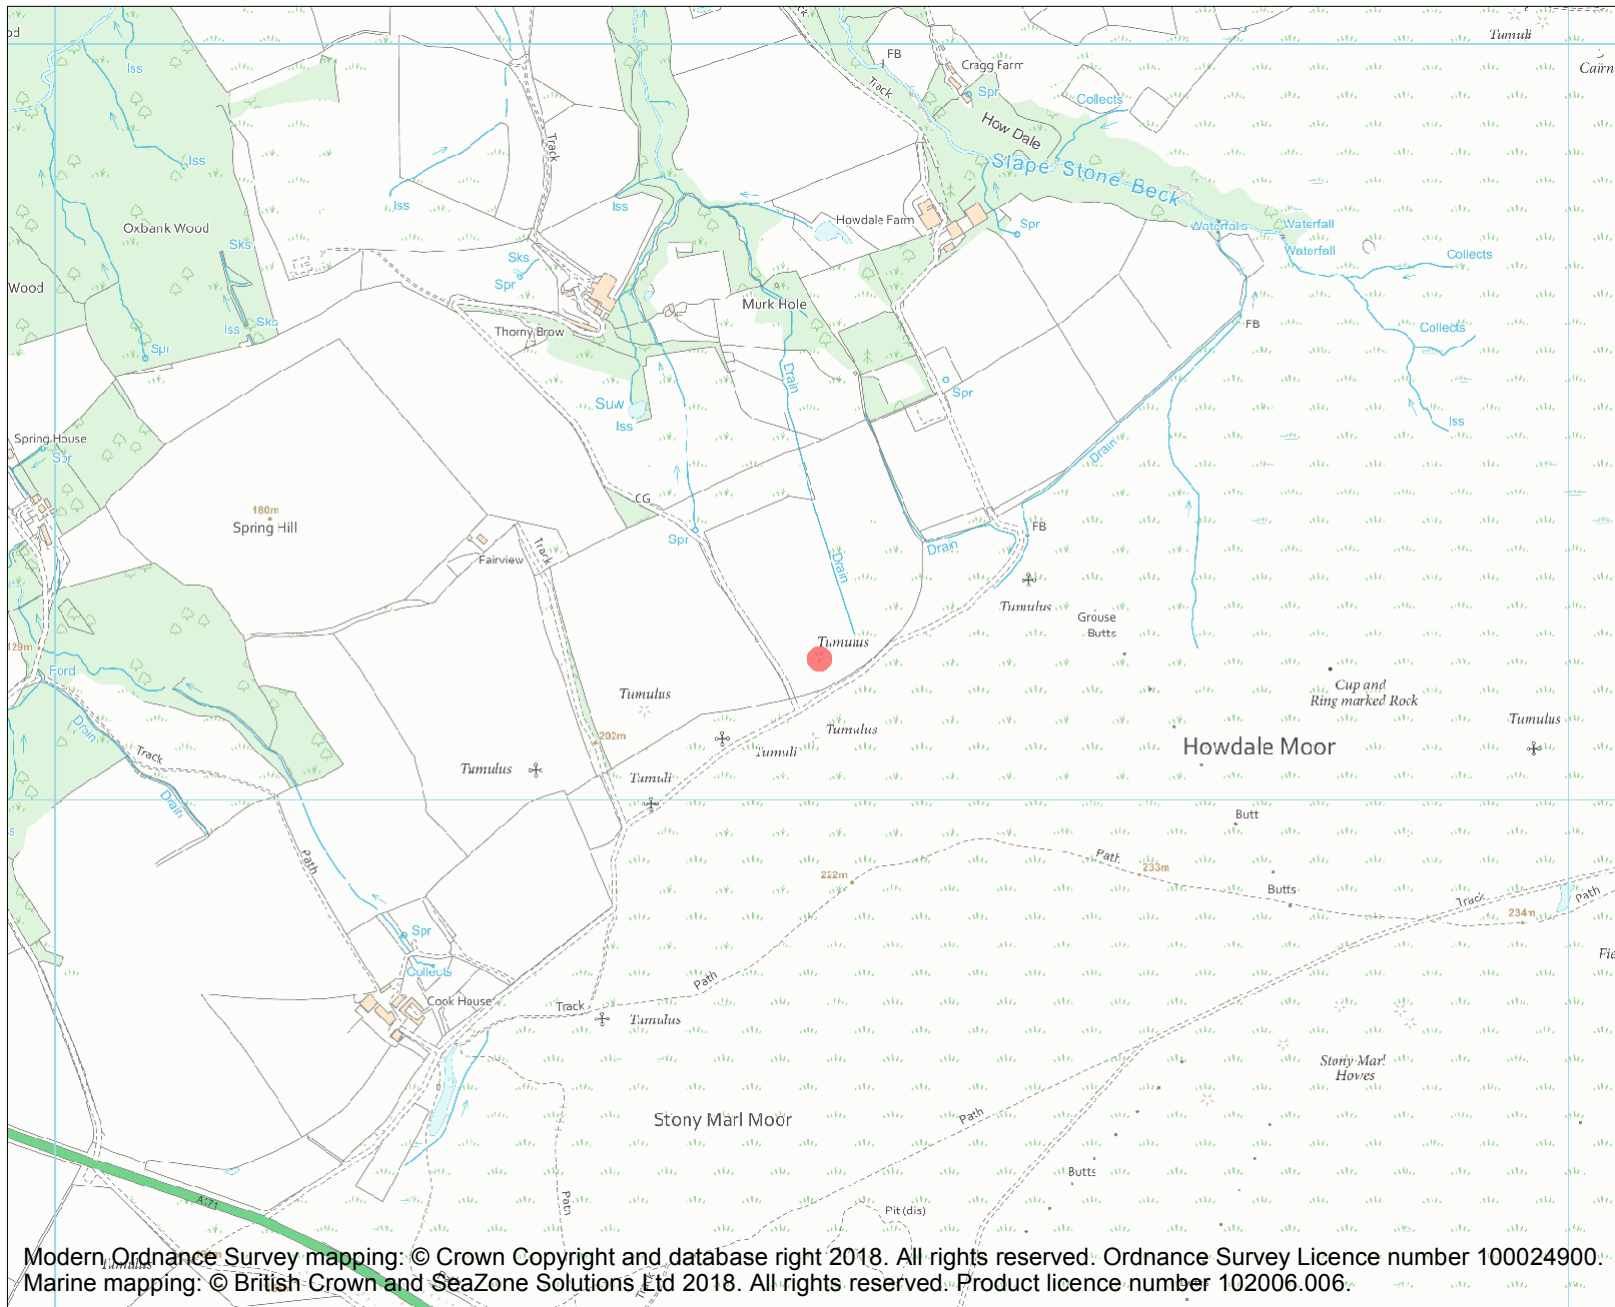 Tumuli
Cairn
FB
Cragg Farm
Spr
Collects
Track
How Dale
Slape Stone Beck
Iss
Iss
Track
Iss
Iss
Howdale Farm
Spr
Waterfalls
Waterfall
Waterfall
Collects
Oxbank Wood
Sks
Sks
Spr
Wood
Murk Hole
Iss
Sks
Thorny Brow
FB
Collects
Spr
Drain
Spr
Suw
Iss
Iss
Spring House
Spr
Drain
CG
180m
Spring Hill
Spr
Fairview
Track
Drain
Drain
FB
Tumulus
Grouse
Butts
Tumulus
129m
Ford
Tumulus
Cup and
Ring marked Rock
Drain
Track
202m
Tumulus
Tumuli
Howdale Moor
Tumulus
Tumulus
Tumuli
Drain
Butt
Path
222m
Path
233m
Butts
Track
Path
234m
Spr
Collects
Cook House
Path
Track
Tumulus
Stony Marl
Howes
Stony Marl Moor
Path
Butts
Path
A171
Pit (dis)
Tumulus
Modern Ordnance Survey mapping: © Crown Copyright and database right 2018. All rights reserved. Ordnance Survey Licence number 100024900.
Marine mapping: © British Crown and SeaZone Solutions Ltd 2018. All rights reserved. Product licence number 102006.006.